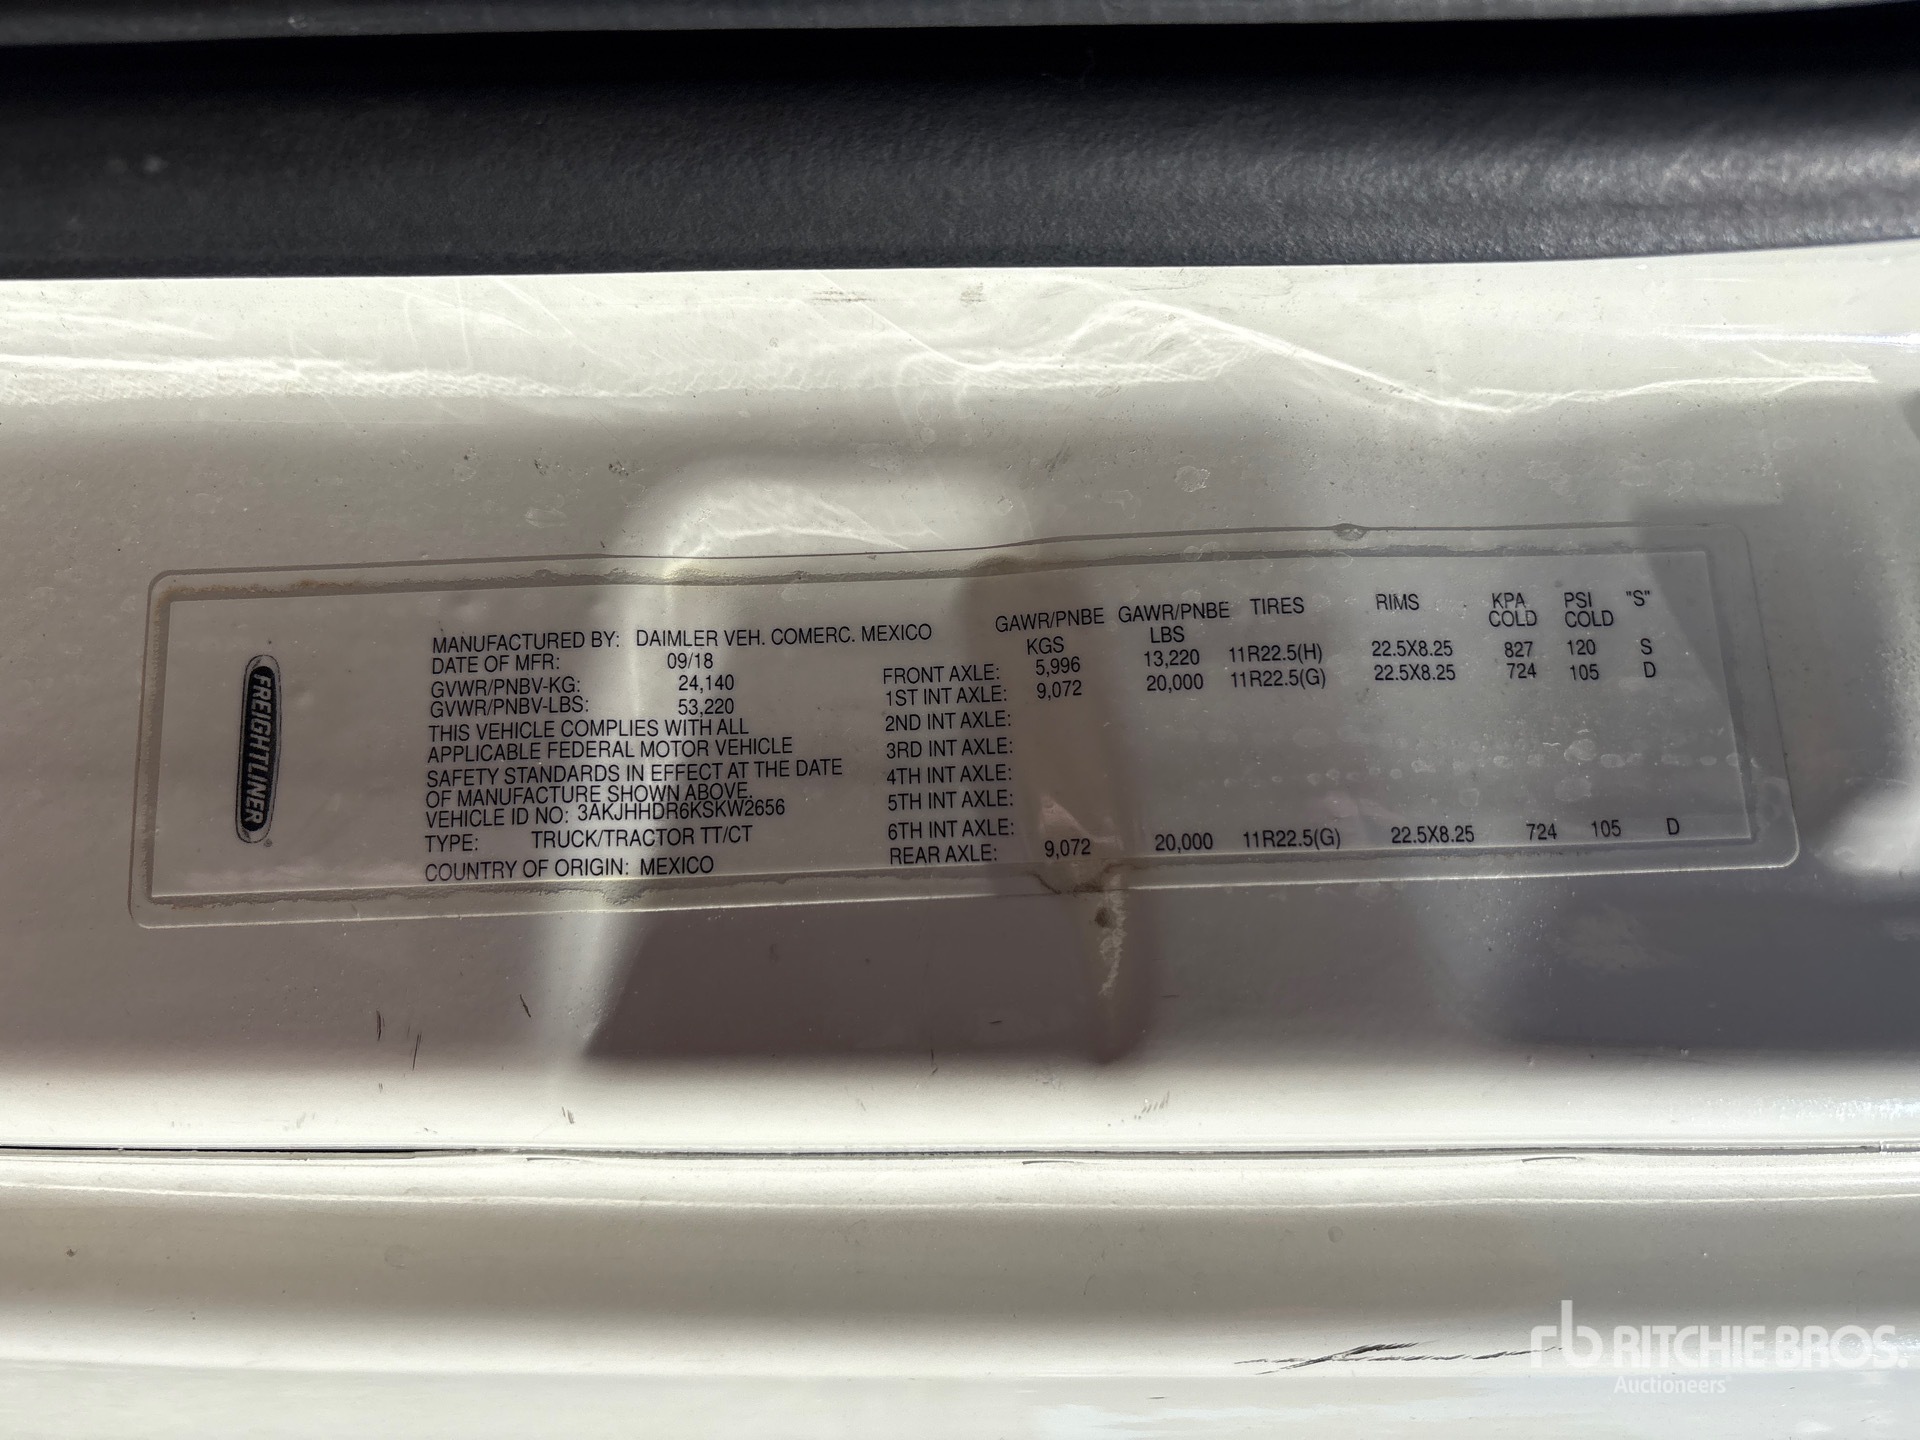 FREIGHTLINER
MANUFACTURED BY: DAIMLER VEH. COMERC. MEXICO
DATE OF MFR: 09/18
GVWR/PNBV-KG: 24,140
GVWR/PNBV-LBS: 53,220
THIS VEHICLE COMPLIES WITH ALL
APPLICABLE FEDERAL MOTOR VEHICLE
SAFETY STANDARDS IN EFFECT AT THE DATE
OF MANUFACTURE SHOWN ABOVE.
VEHICLE ID NO: 3AKJHHDR6KSKW2656
TYPE: TRUCK/TRACTOR TT/CT
COUNTRY OF ORIGIN: MEXICO
GAWR/PNBE GAWR/PNBE TIRES RIMS KPA PSI "S"
KGS LBS COLD COLD
FRONT AXLE: 5,996 13,220 11R22.5(H) 22.5X8.25 827 120 S
1ST INT AXLE: 9,072 20,000 11R22.5(G) 22.5X8.25 724 105 D
2ND INT AXLE:
3RD INT AXLE:
4TH INT AXLE:
5TH INT AXLE:
6TH INT AXLE:
REAR AXLE: 9,072 20,000 11R22.5(G) 22.5X8.25 724 105 D
rb RITCHIE BROS.
Auctioneers